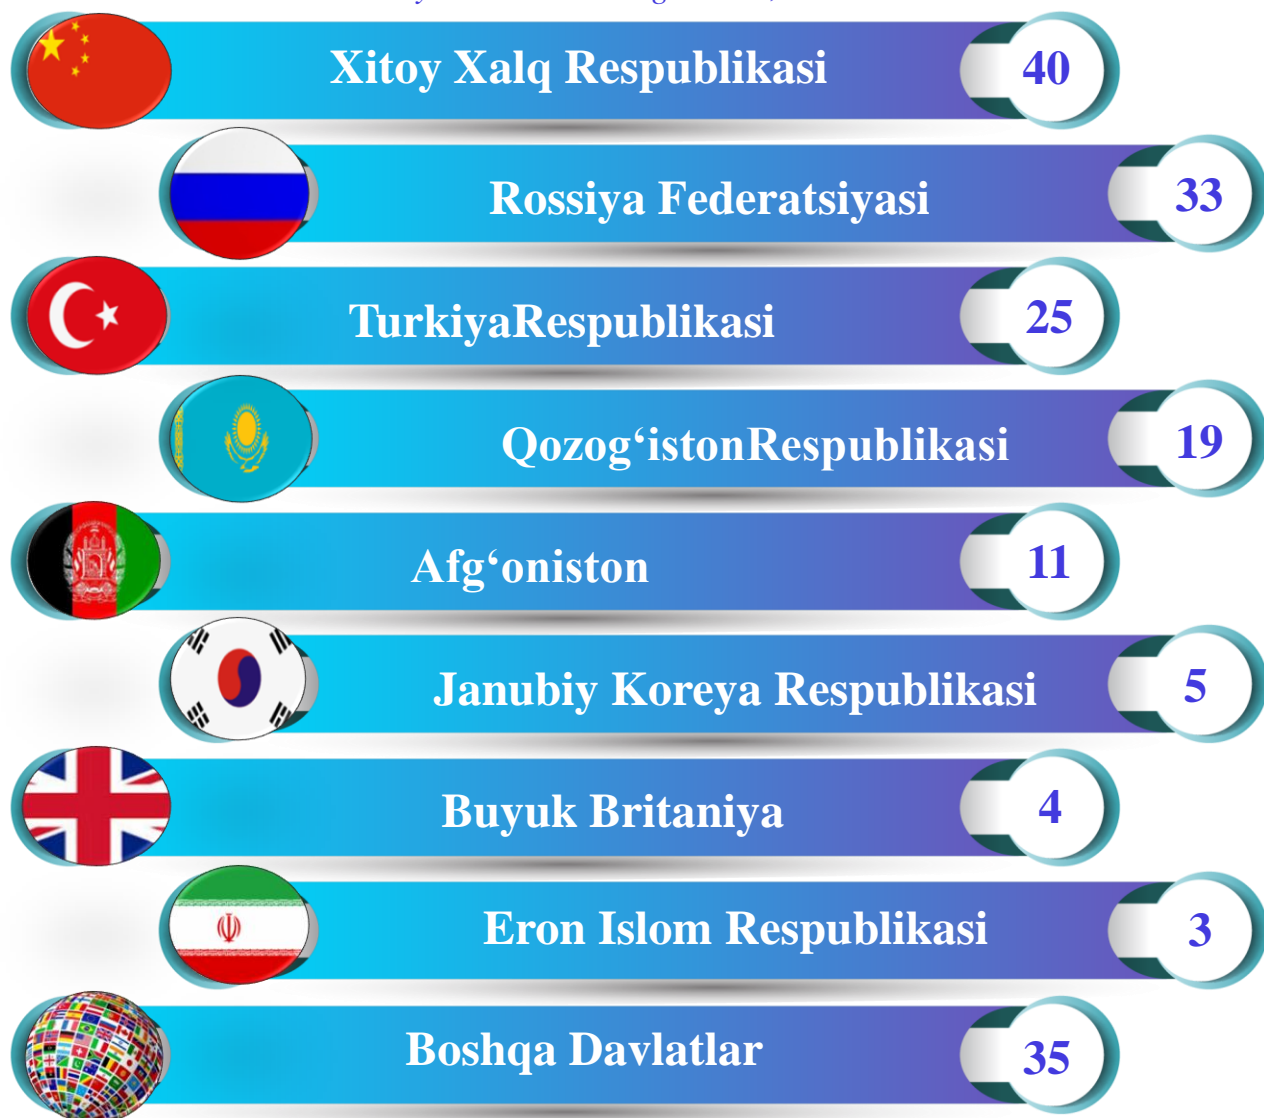 Xitoy Xalq Respublikasi 40
Rossiya Federatsiyasi 33
TurkiyaRespublikasi 25
Qozog‘istonRespublikasi 19
Afg‘oniston 11
Janubiy Koreya Respublikasi 5
Buyuk Britaniya 4
Eron Islom Respublikasi 3
Boshqa Davlatlar 35